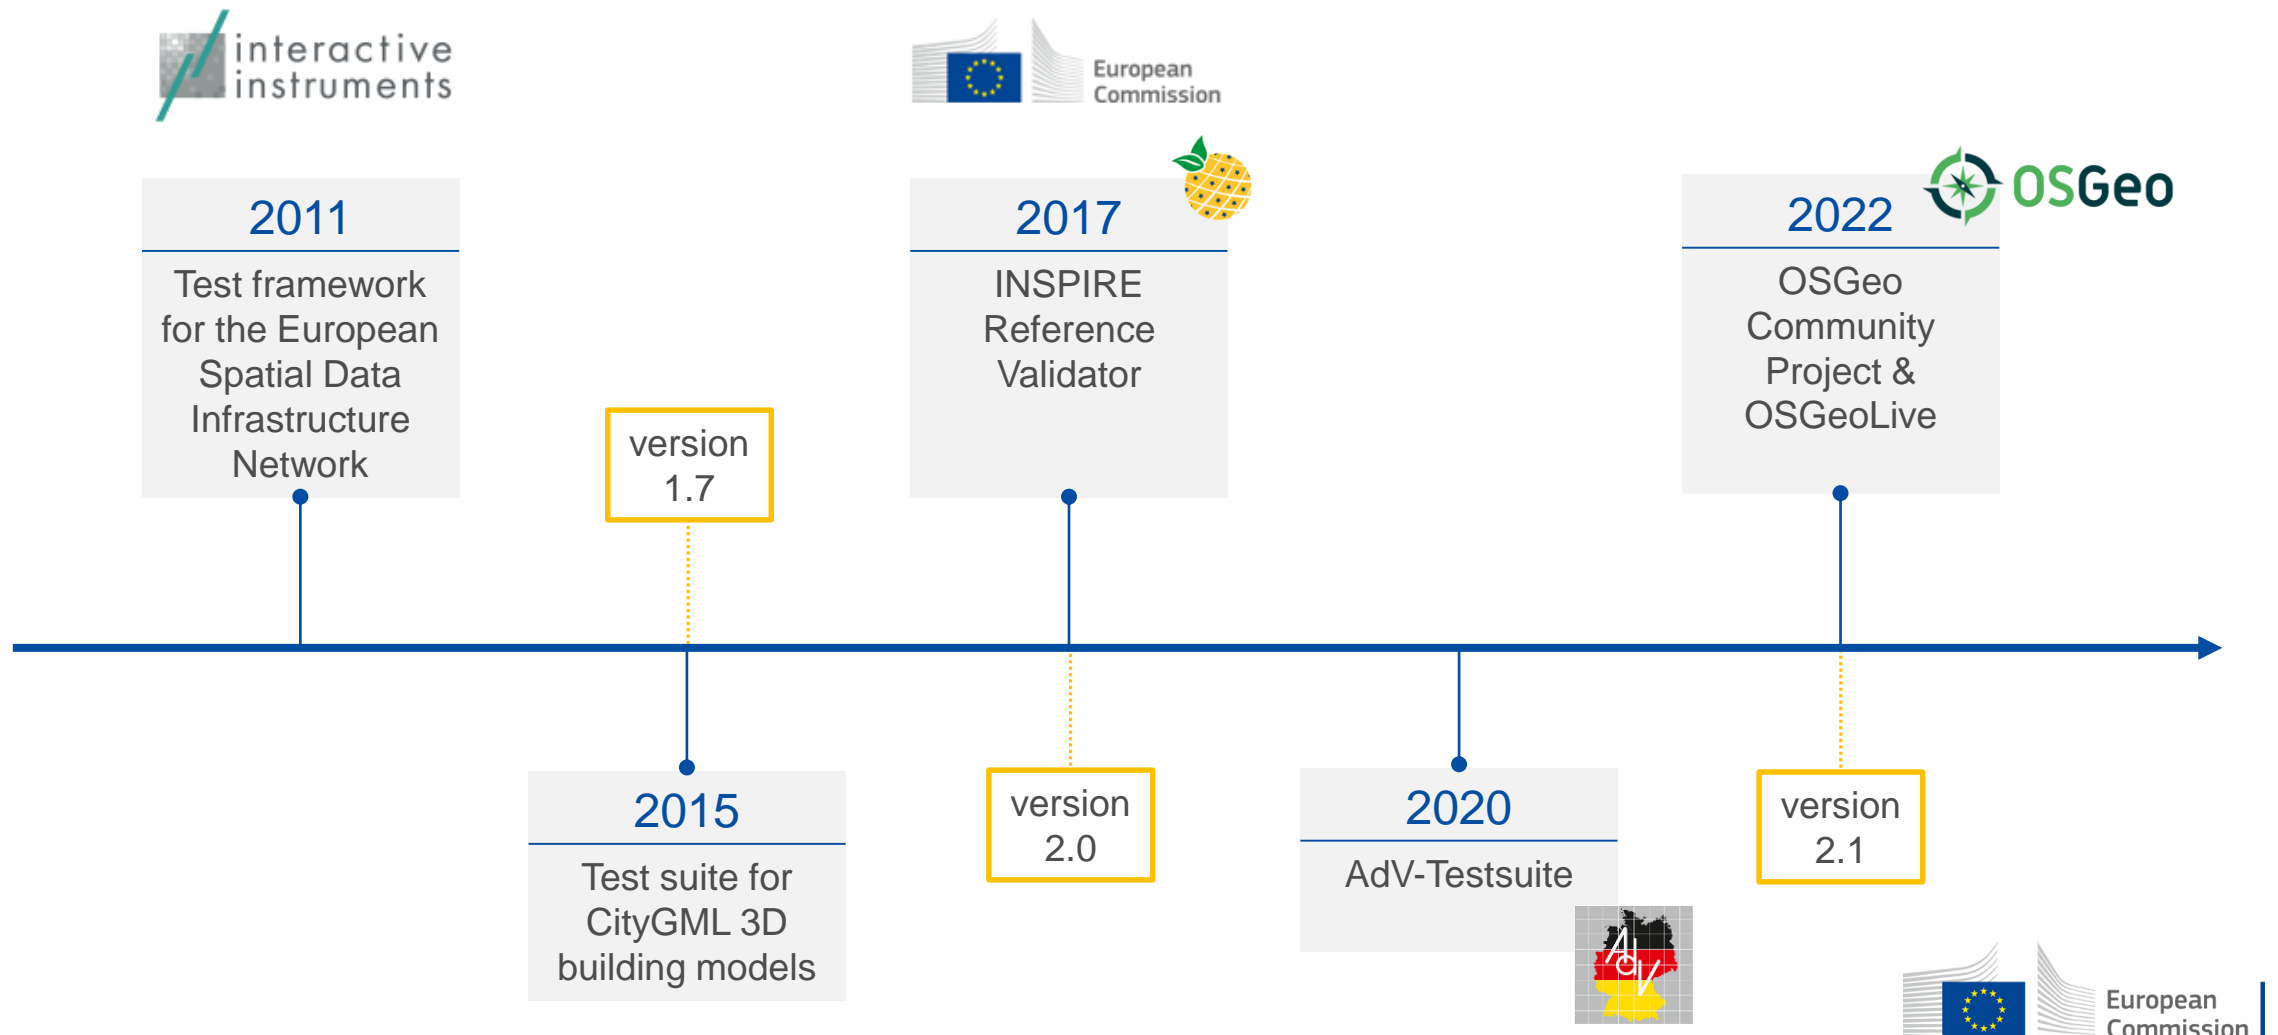 interactive
instruments
European
Commission
2011
Test framework
for the European
Spatial Data
Infrastructure
Network
version
1.7
2017
INSPIRE
Reference
Validator
2022
OSGeo
OSGeo
Community
Project &
OSGeoLive
2015
Test suite for
CityGML 3D
building models
version
2.0
2020
AdV-Testsuite
AdV
version
2.1
European
Commission